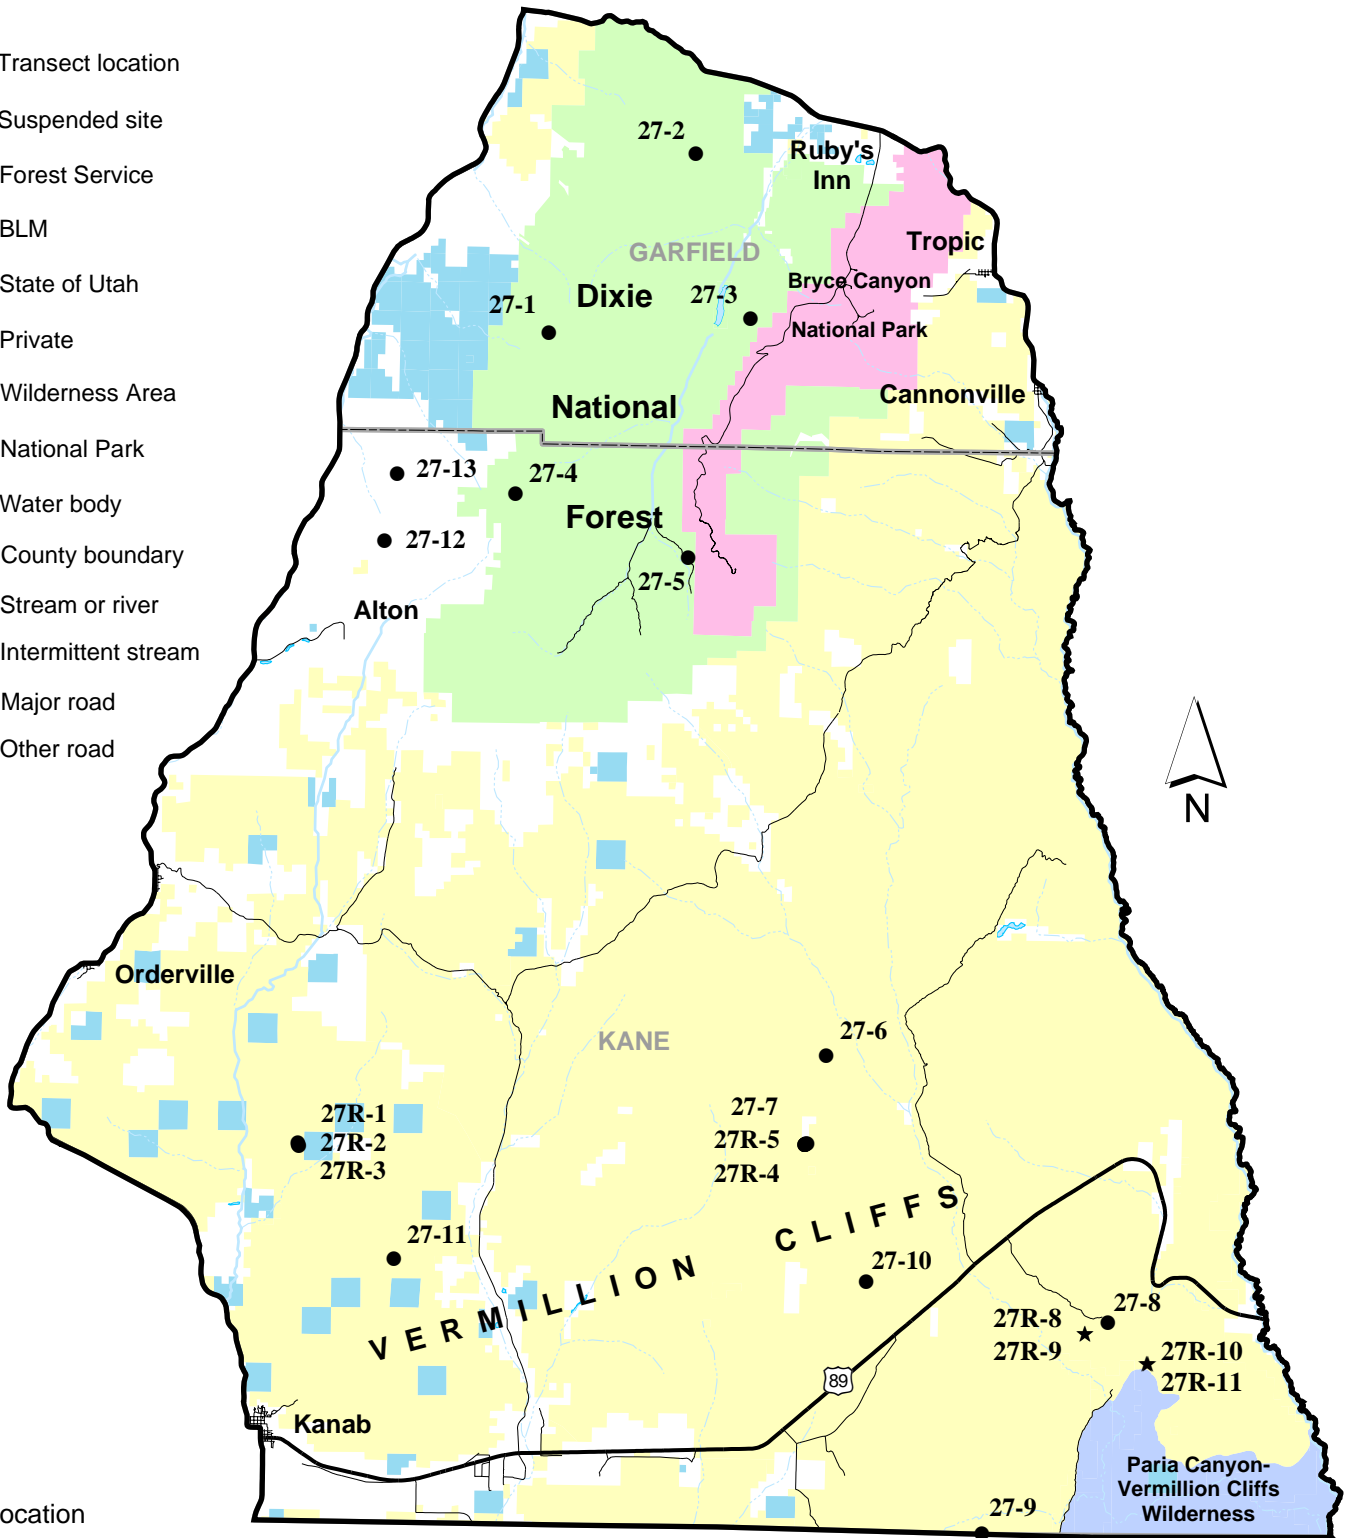 Transect location
Suspended site
Forest Service
BLM
State of Utah
Private
Wilderness Area
National Park
Water body
County boundary
Stream or river
Intermittent stream
Major road
Other road
27-2
Ruby's
Inn
GARFIELD
Tropic
Dixie
27-3
Bryce Canyon
27-1
National Park
National
Cannonville
27-13
27-4
Forest
27-12
27-5
Alton
N
Orderville
KANE
27-6
27R-1
27R-2
27R-3
27-7
27R-5
27R-4
27-11
VERMILLION CLIFFS
27-10
27-8
27R-8
27R-9
27R-10
27R-11
89
Kanab
Paria Canyon-
Vermillion Cliffs
Wilderness
27-9
ocation